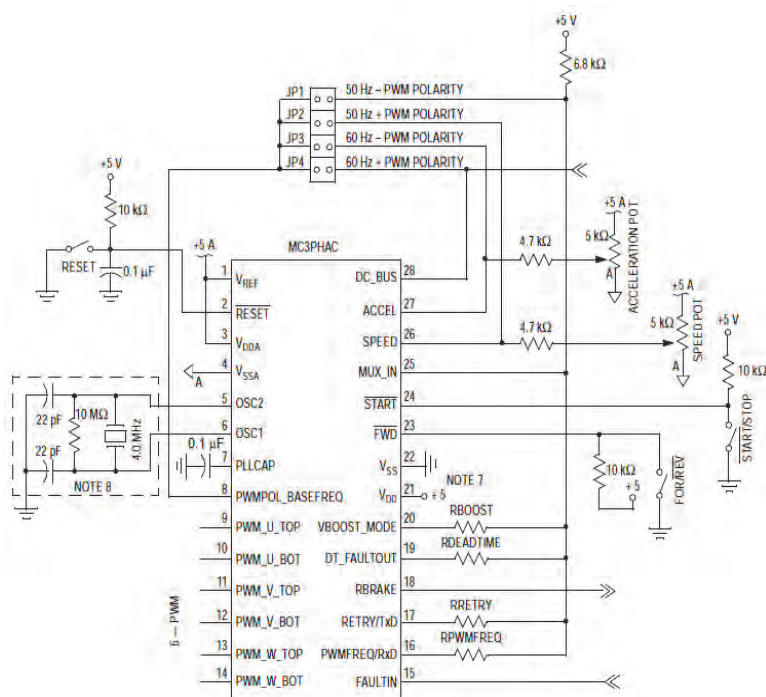 +5 V
6.8 kΩ
JP1 50 Hz – PWM POLARITY
JP2 50 Hz + PWM POLARITY
JP3 60 Hz – PWM POLARITY
JP4 60 Hz + PWM POLARITY
+5 V
10 kΩ
RESET
0.1 µF
+5 A
MC3PHAC
4.7 kΩ
+5 A
5 kΩ
A
ACCELERATION POT
4.7 kΩ
+5 A
5 kΩ
A
SPEED POT
+5 V
10 kΩ
START/STOP
1 VREF
2 RESET
3 VDDA
4 VSSA
A
5 OSC2
6 OSC1
7 PLLCAP
8 PWMPOL_BASEFREQ
9 PWM_U_TOP
10 PWM_U_BOT
11 PWM_V_TOP
12 PWM_V_BOT
13 PWM_W_TOP
14 PWM_W_BOT
DC_BUS 28
ACCEL 27
SPEED 26
MUX_IN 25
START 24
FWD 23
VSS 22
VDD 21
VBOOST_MODE 20
DT_FAULTOUT 19
RBRAKE 18
RETRY/TxD 17
PWMFREQ/RxD 16
FAULTIN 15
22 pF
10 MΩ
4.0 MHz
22 pF
NOTE 8
0.1 µF
6 — PWM
NOTE 7
+ 5
10 kΩ
+ 5
FOR/REV
RBOOST
RDEADTIME
RRETRY
RPWMFREQ